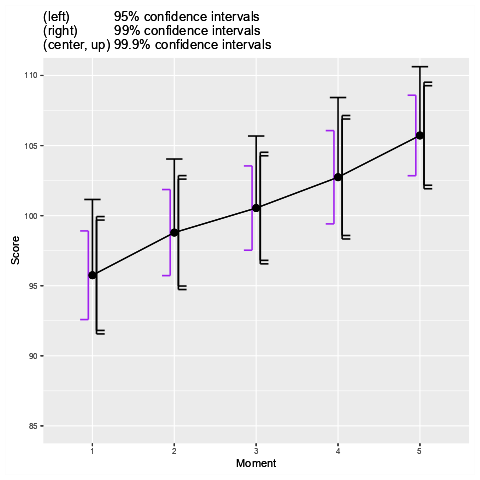 (left) 95% confidence intervals
(right) 99% confidence intervals
(center, up) 99.9% confidence intervals
110
105
100
95
90
85
Score
1 2 3 4 5
Moment